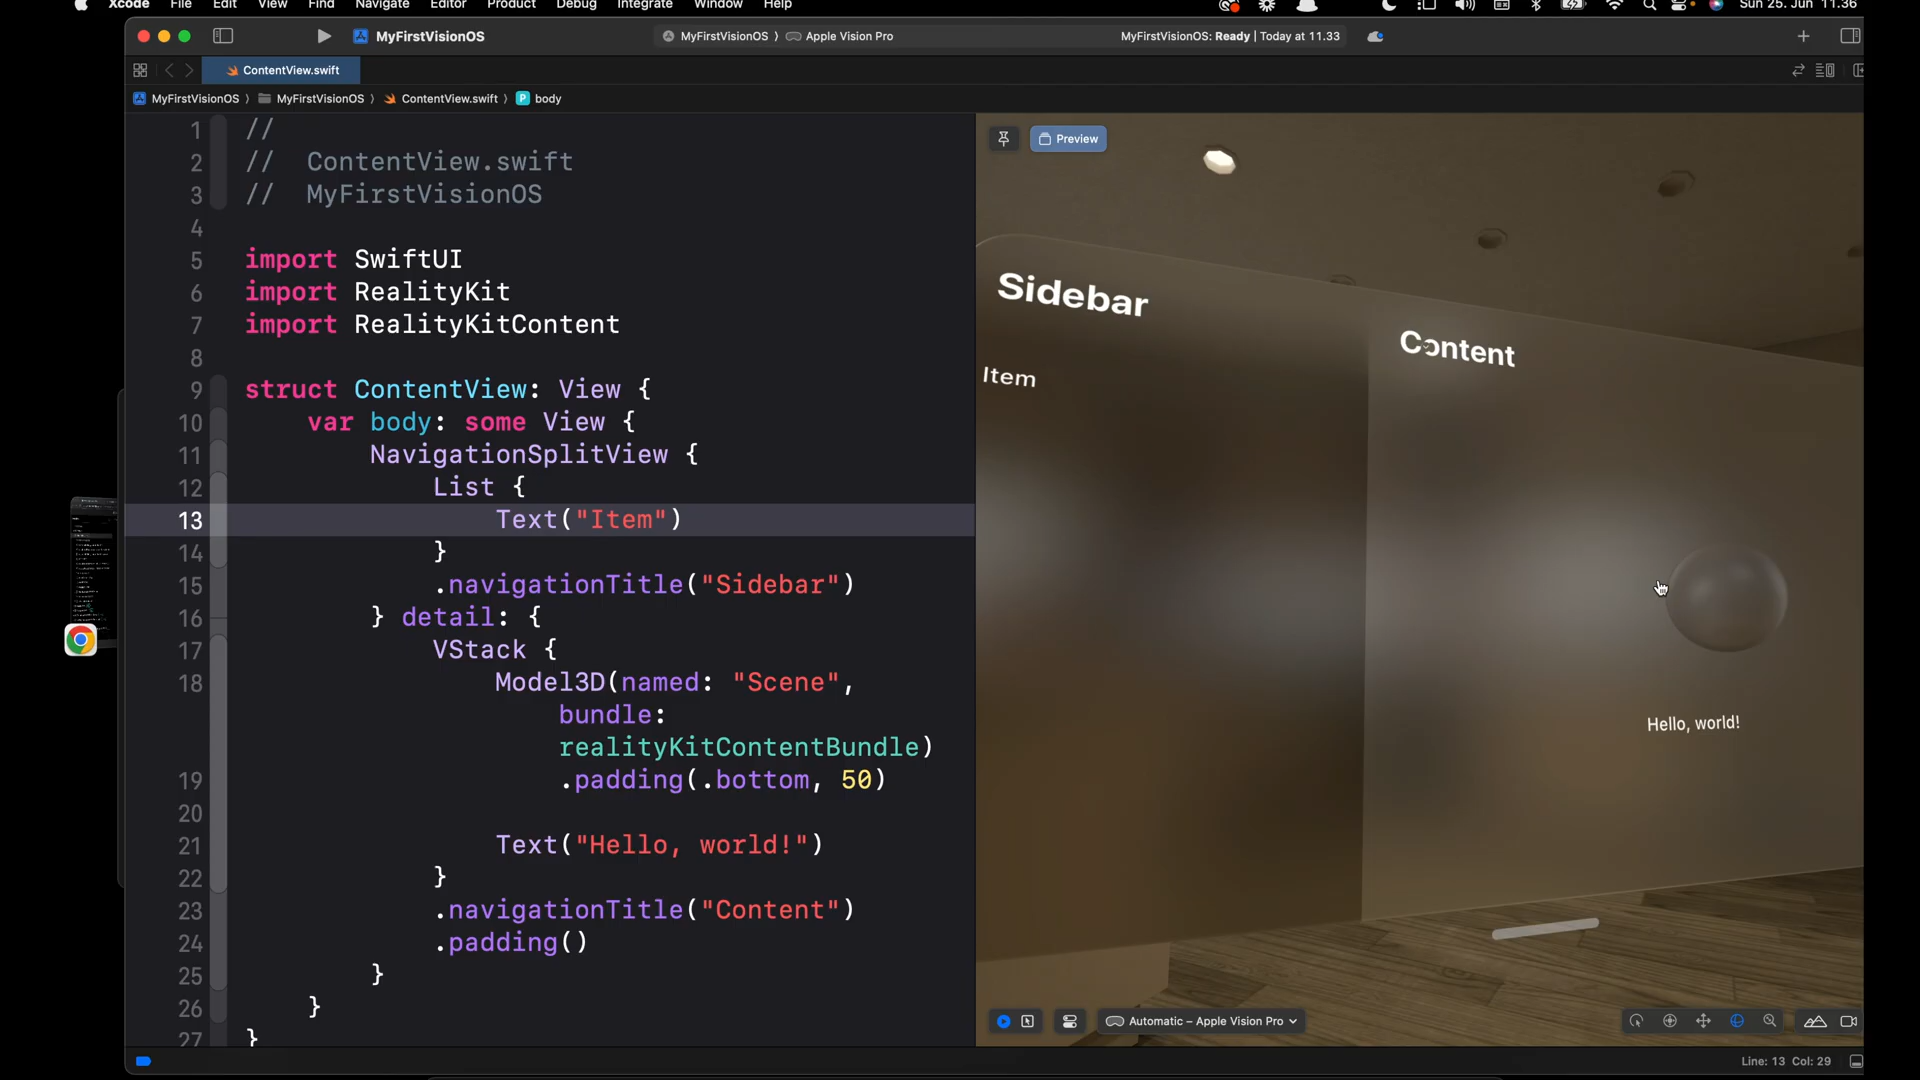 Xcode File Edit View Find Navigate Editor Product Debug Integrate Window Help Sun 25. Jun 11.36
MyFirstVisionOS MyFirstVisionOS 〉 Apple Vision Pro MyFirstVisionOS: Ready | Today at 11.33
ContentView.swift
MyFirstVisionOS 〉 MyFirstVisionOS 〉 ContentView.swift 〉 P body
1 //
2 // ContentView.swift
3 // MyFirstVisionOS
4
5 import SwiftUI
6 import RealityKit
7 import RealityKitContent
8
9 struct ContentView: View {
10 var body: some View {
11 NavigationSplitView {
12 List {
13 Text("Item")
14 }
15 .navigationTitle("Sidebar")
16 } detail: {
17 VStack {
18 Model3D(named: "Scene",
bundle:
realityKitContentBundle)
19 .padding(.bottom, 50)
20
21 Text("Hello, world!")
22 }
23 .navigationTitle("Content")
24 .padding()
25 }
26 }
27 }
Preview
Sidebar
Item
Content
Hello, world!
Automatic – Apple Vision Pro
Line: 13 Col: 29